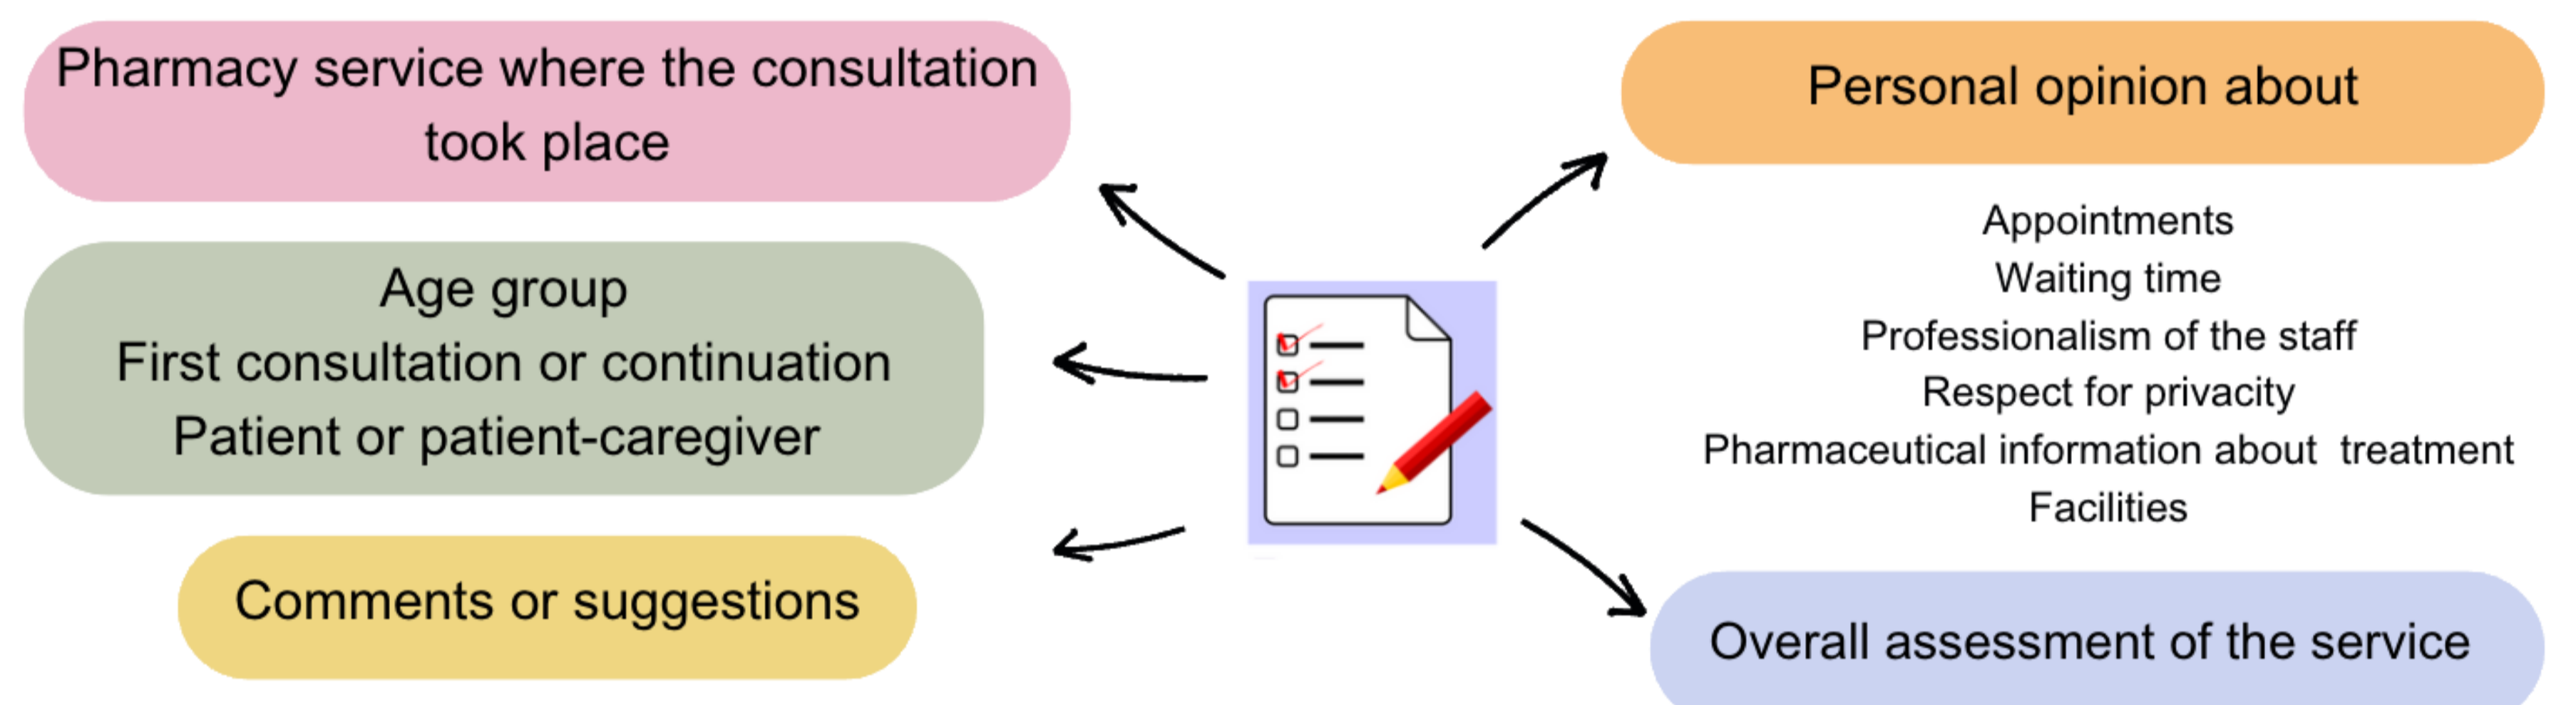 Pharmacy service where the consultation
took place
Age group
First consultation or continuation
Patient or patient-caregiver
Comments or suggestions
Personal opinion about
Appointments
Waiting time
Professionalism of the staff
Respect for privacity
Pharmaceutical information about  treatment
Facilities
Overall assessment of the service